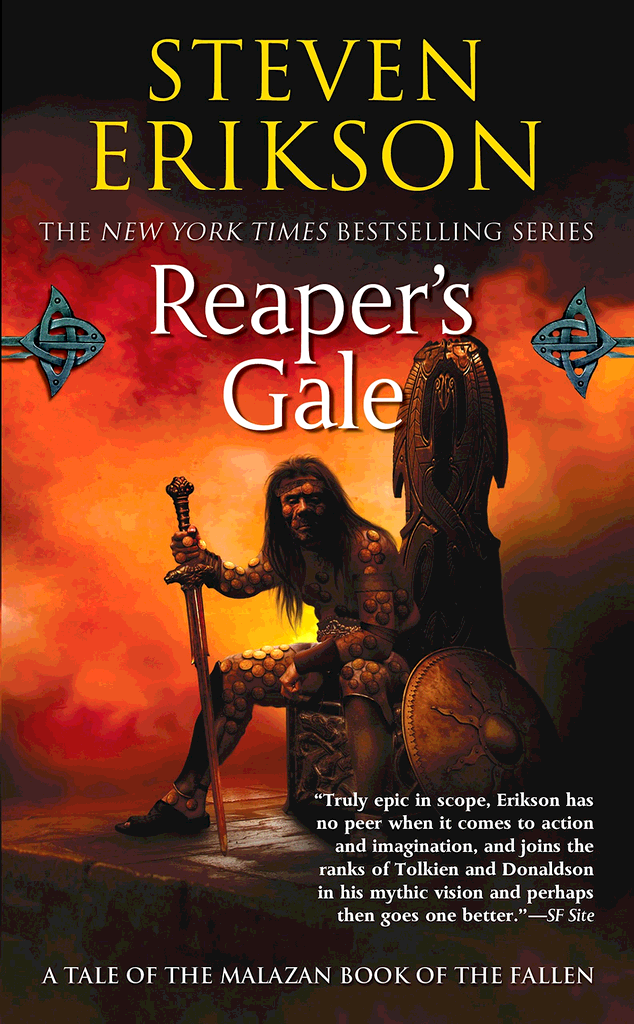 STEVEN
ERIKSON
THE NEW YORK TIMES BESTSELLING SERIES
Reaper's
Gale
“Truly epic in scope, Erikson has
no peer when it comes to action
and imagination, and joins the
ranks of Tolkien and Donaldson
in his mythic vision and perhaps
then goes one better.”—SF Site
A TALE OF THE MALAZAN BOOK OF THE FALLEN